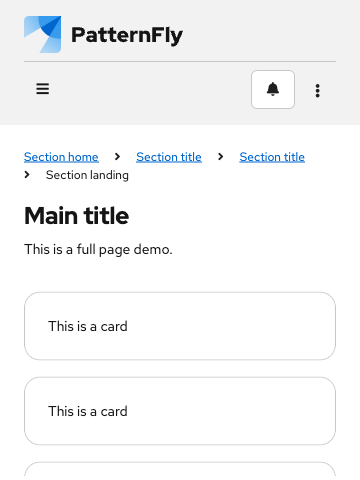 PatternFly
Section home Section title Section title
Section landing
Main title
This is a full page demo.
This is a card
This is a card